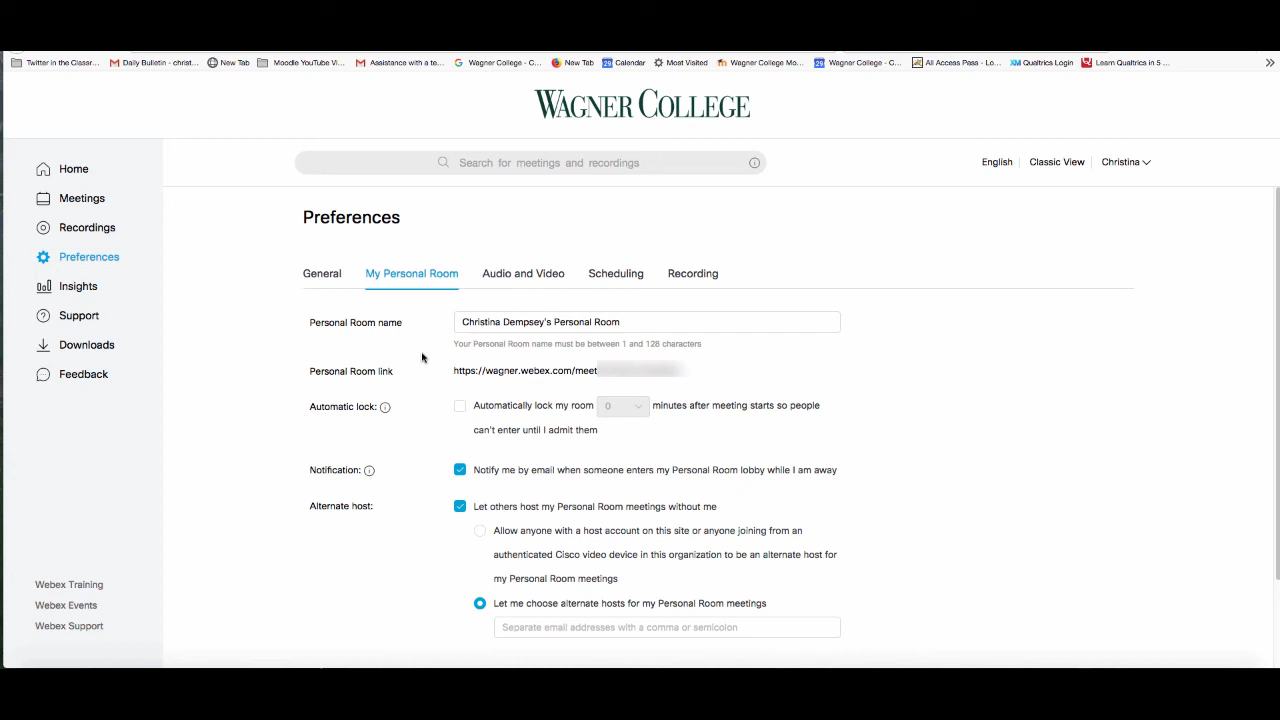 Twitter in the Classr...
Daily Bulletin - christ...
New Tab
Moodle YouTube Vi...
Assistance with a te...
Wagner College - C...
New Tab
Calendar
Most Visited
Wagner College Mo...
Wagner College - C...
All Access Pass - Lo...
Qualtrics Login
Learn Qualtrics in 5 ...
WAGNER COLLEGE
Search for meetings and recordings
English
Classic View
Christina
Home
Meetings
Recordings
Preferences
Insights
Support
Downloads
Feedback
Webex Training
Webex Events
Webex Support
Preferences
General
My Personal Room
Audio and Video
Scheduling
Recording
Personal Room name
Christina Dempsey's Personal Room
Your Personal Room name must be between 1 and 128 characters
Personal Room link
https://wagner.webex.com/meet
Automatic lock:
Automatically lock my room 0 minutes after meeting starts so people
can't enter until I admit them
Notification:
Notify me by email when someone enters my Personal Room lobby while I am away
Alternate host:
Let others host my Personal Room meetings without me
Allow anyone with a host account on this site or anyone joining from an
authenticated Cisco video device in this organization to be an alternate host for
my Personal Room meetings
Let me choose alternate hosts for my Personal Room meetings
Separate email addresses with a comma or semicolon